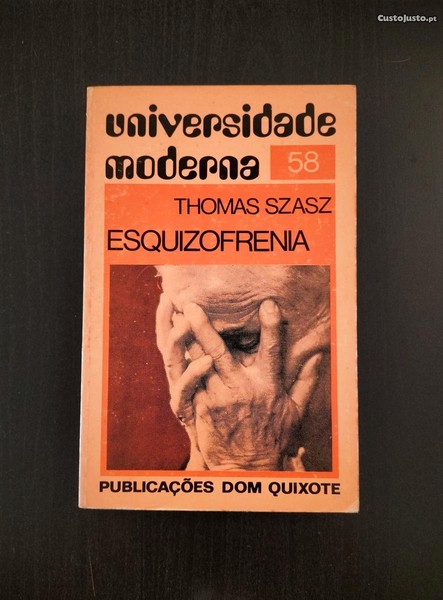 CustoJusto.pt
universidade
moderna 58
THOMAS SZASZ
ESQUIZOFRENIA
PUBLICAÇÕES DOM QUIXOTE